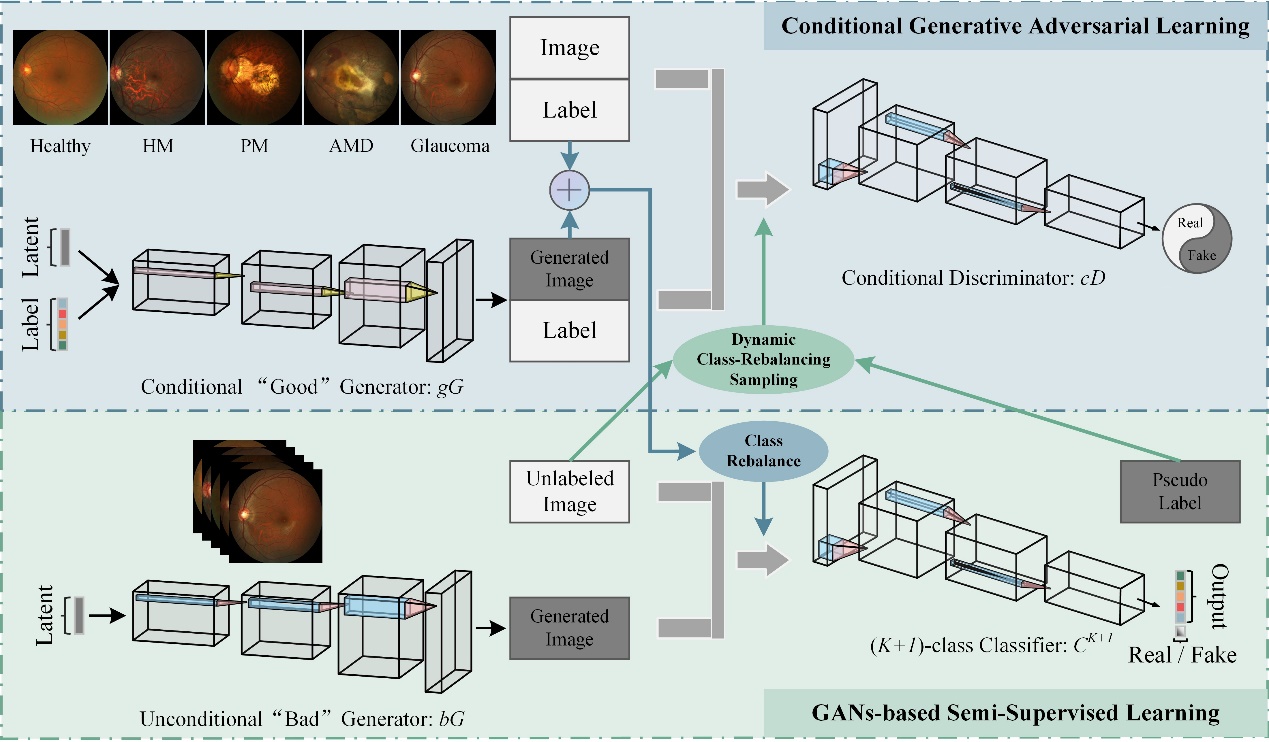 Conditional Generative Adversarial Learning
Image
Label
Healthy
HM
PM
AMD
Glaucoma
Latent
Label
Generated
Image
Label
Real
Fake
Conditional Discriminator: cD
Dynamic
Class-Rebalancing
Sampling
Conditional “Good” Generator: gG
Class
Rebalance
Unlabeled
Image
Pseudo
Label
Latent
Generated
Image
Output
(K+1)-class Classifier: C^{K+1}
Real / Fake
Unconditional “Bad” Generator: bG
GANs-based Semi-Supervised Learning